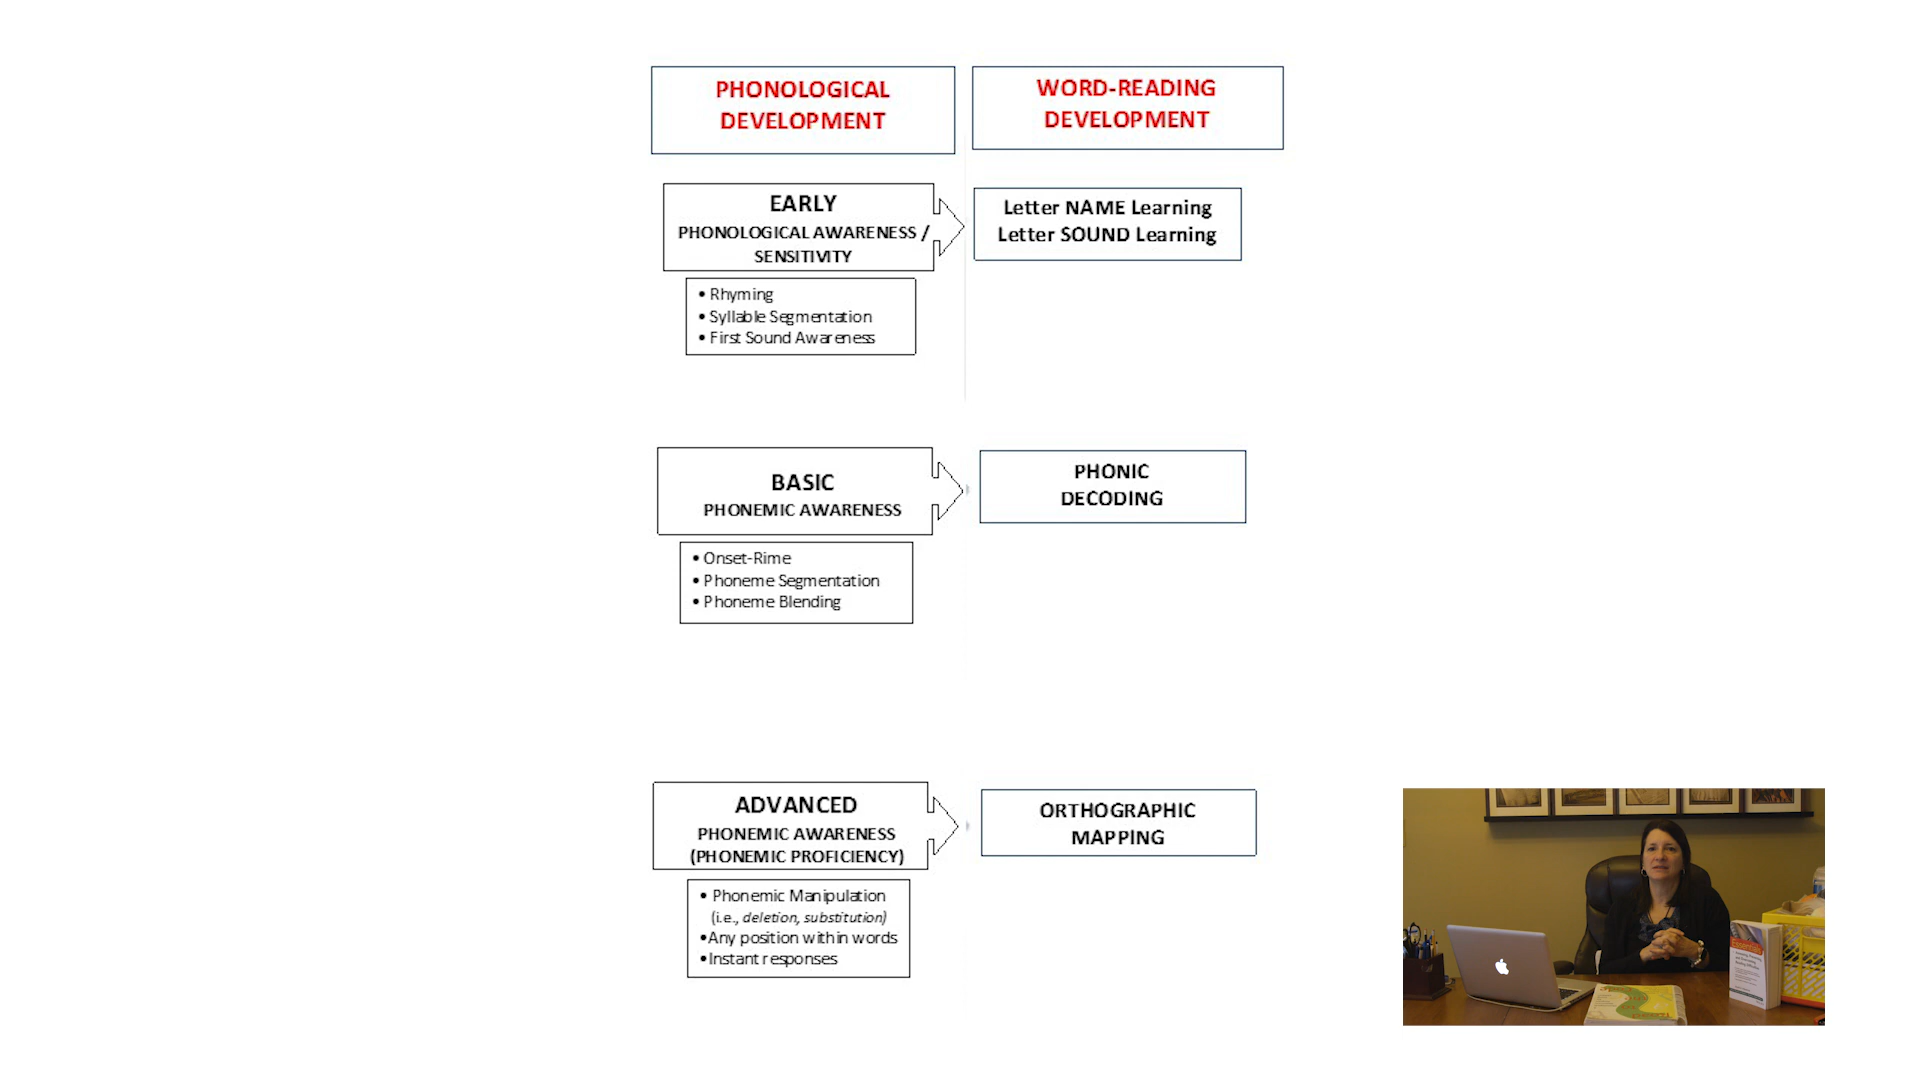 PHONOLOGICAL
DEVELOPMENT
WORD-READING
DEVELOPMENT
EARLY
PHONOLOGICAL AWARENESS /
SENSITIVITY
Letter NAME Learning
Letter SOUND Learning
• Rhyming
• Syllable Segmentation
• First Sound Awareness
BASIC
PHONEMIC AWARENESS
PHONIC
DECODING
• Onset-Rime
• Phoneme Segmentation
• Phoneme Blending
ADVANCED
PHONEMIC AWARENESS
(PHONEMIC PROFICIENCY)
ORTHOGRAPHIC
MAPPING
• Phonemic Manipulation
(i.e., deletion, substitution)
•Any position within words
•Instant responses